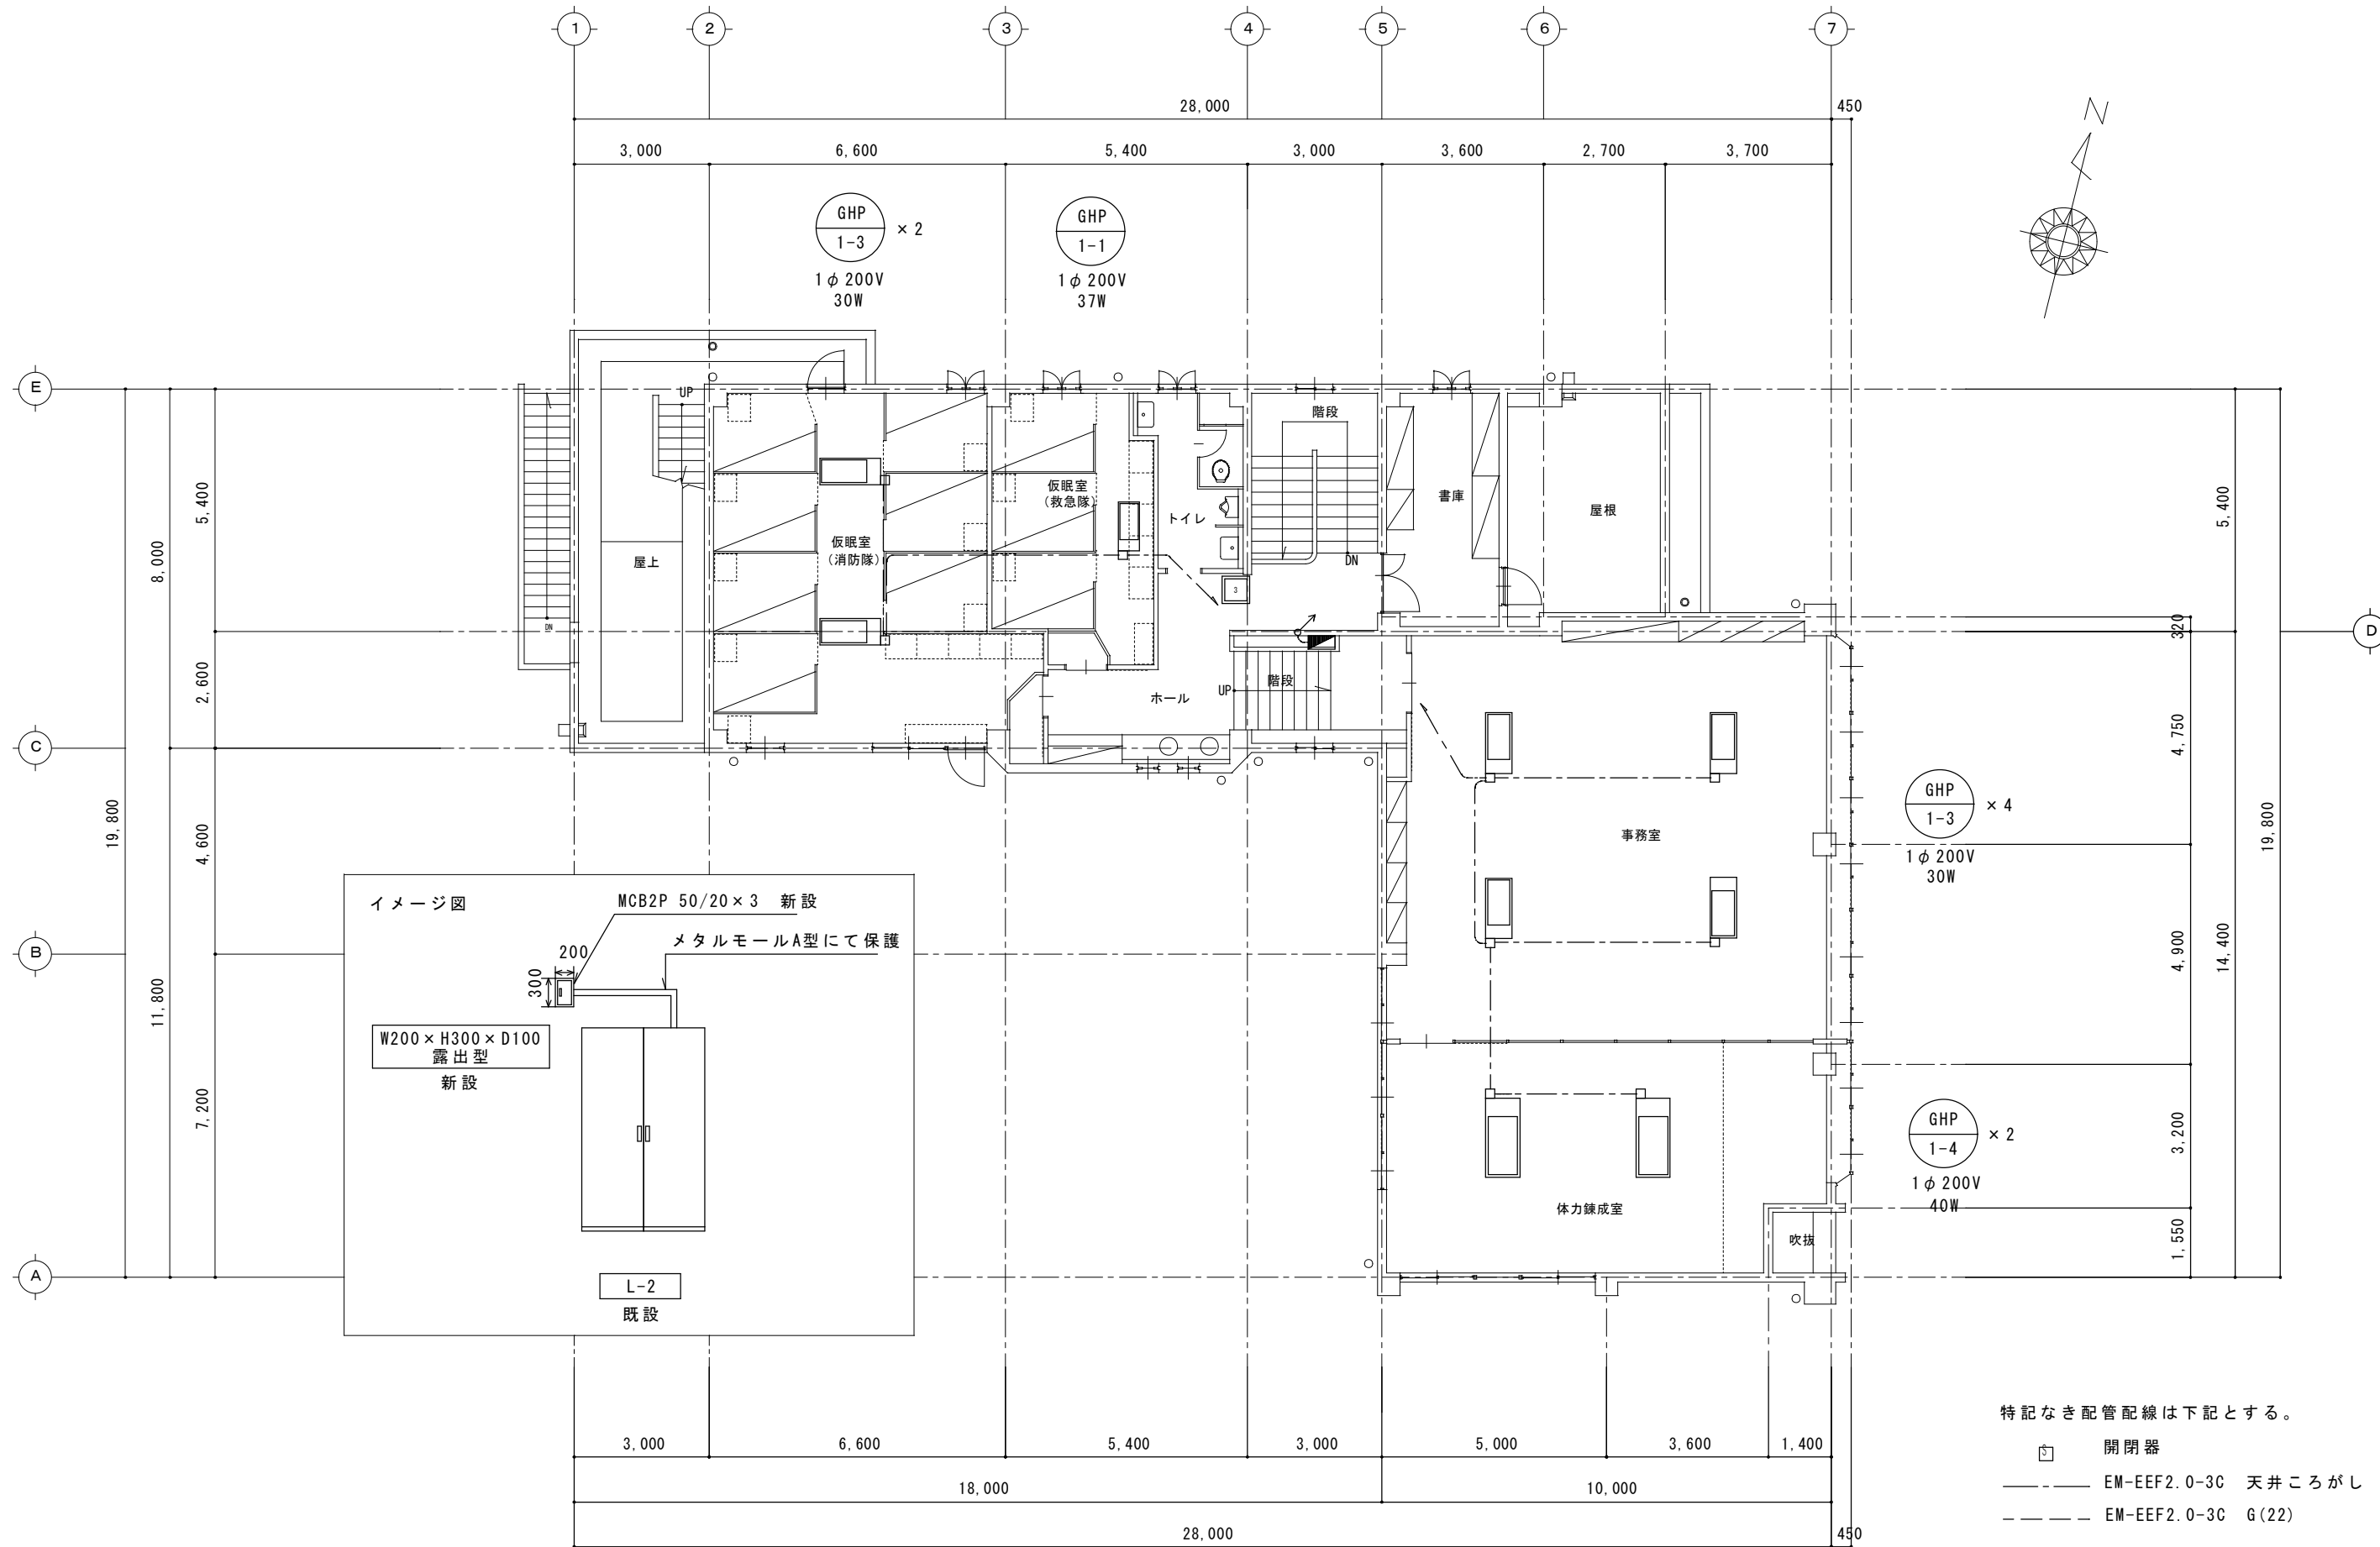 1
2
3
4
5
6
7
28,000
450
3,000
6,600
5,400
3,000
3,600
2,700
3,700
N
GHP
1-3
×2
1φ200V
30W
GHP
1-1
1φ200V
37W
E
D
C
B
A
19,800
8,000
11,800
5,400
2,600
4,600
7,200
UP
DN
屋上
仮眠室
(消防隊)
仮眠室
(救急隊)
トイレ
3
階段
DN
書庫
屋根
ホール
UP
階段
事務室
体力錬成室
吹抜
5,400
320
4,750
4,900
3,200
1,550
14,400
19,800
GHP
1-3
×4
1φ200V
30W
GHP
1-4
×2
1φ200V
40W
イメージ図
MCB2P 50/20×3 新設
メタルモールA型にて保護
200
300
W200×H300×D100
露出型
新設
L-2
既設
3,000
6,600
5,400
3,000
5,000
3,600
1,400
18,000
10,000
28,000
450
特記なき配管配線は下記とする。
S 開閉器
EM-EEF2.0-3C 天井ころがし
EM-EEF2.0-3C G(22)